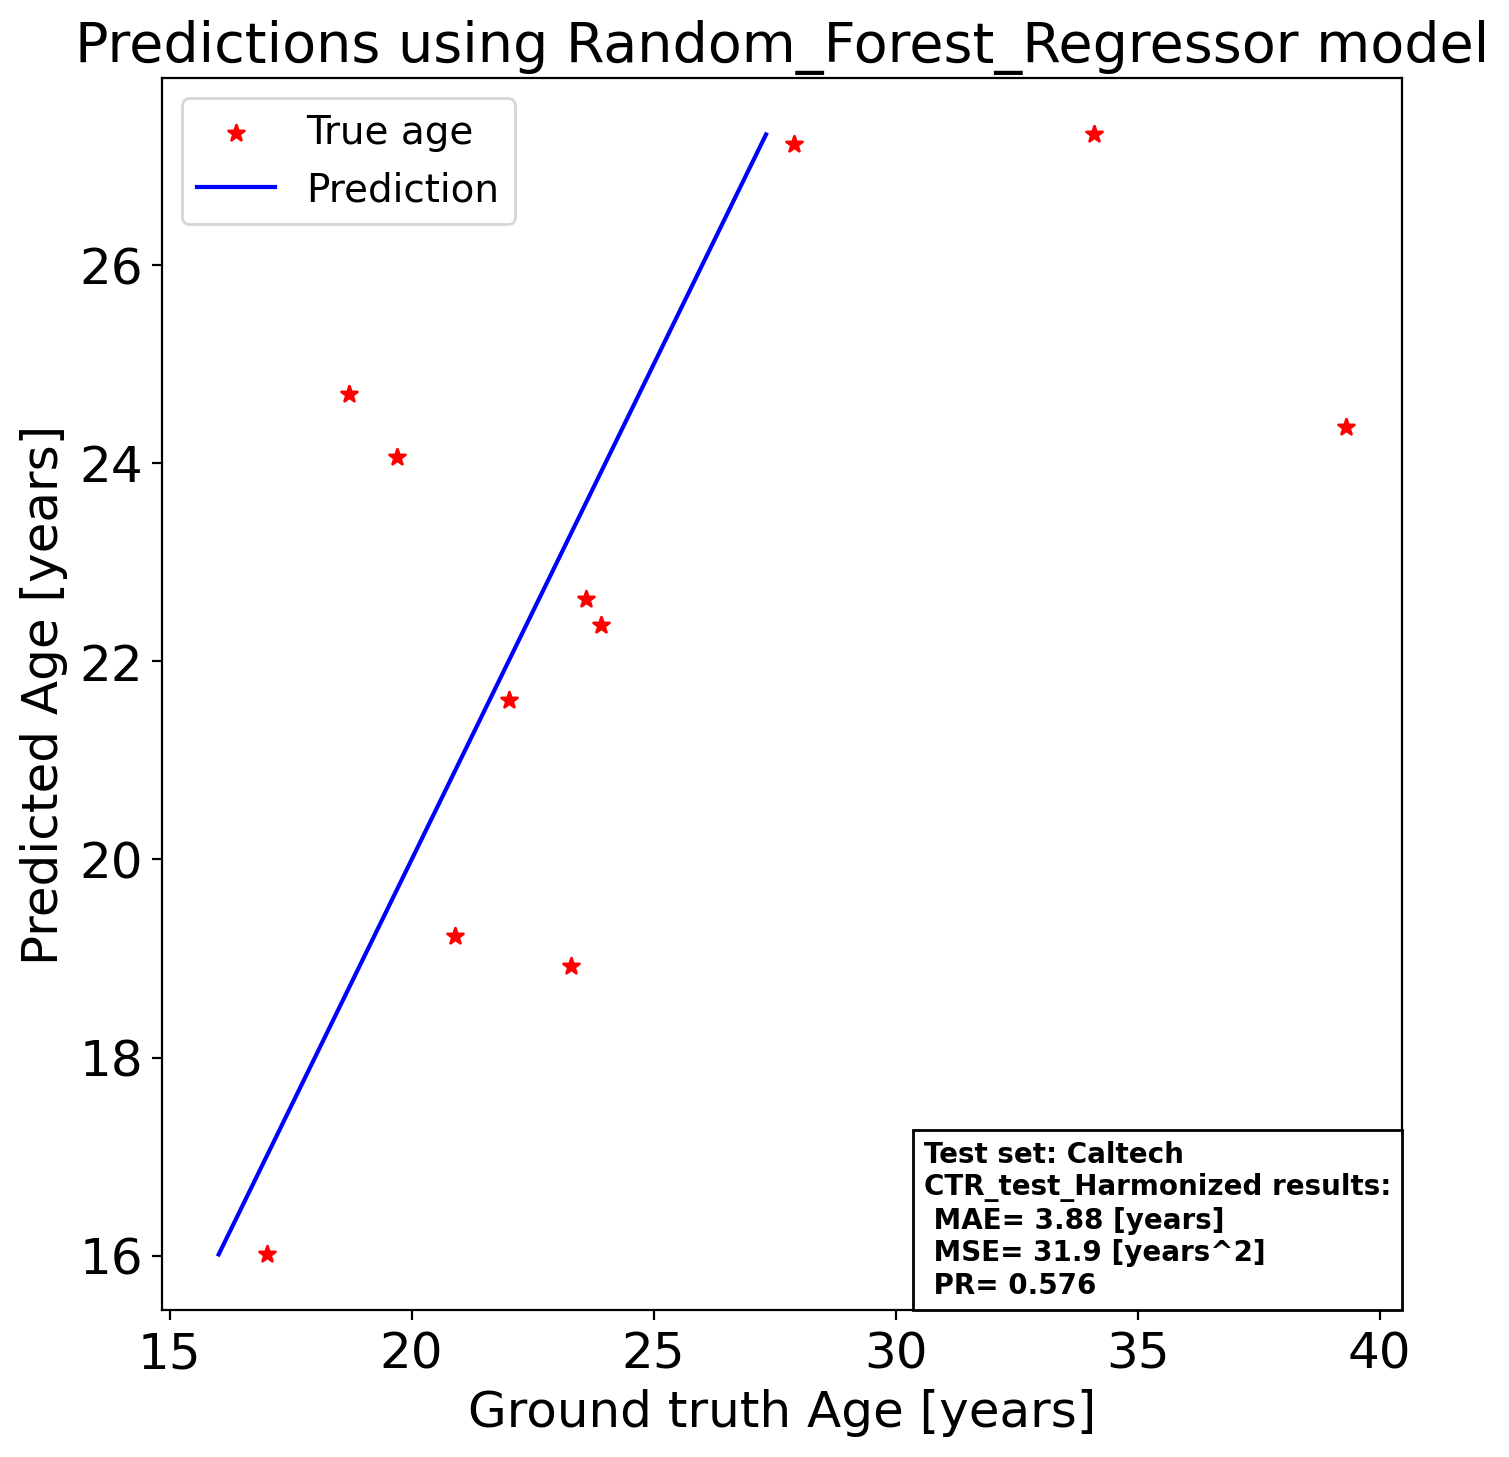 Predictions using Random_Forest_Regressor model
True age
Prediction
26
24
22
20
18
16
Predicted Age [years]
Test set: Caltech
CTR_test_Harmonized results:
MAE= 3.88 [years]
MSE= 31.9 [years^2]
PR= 0.576
15 20 25 30 35 40
Ground truth Age [years]